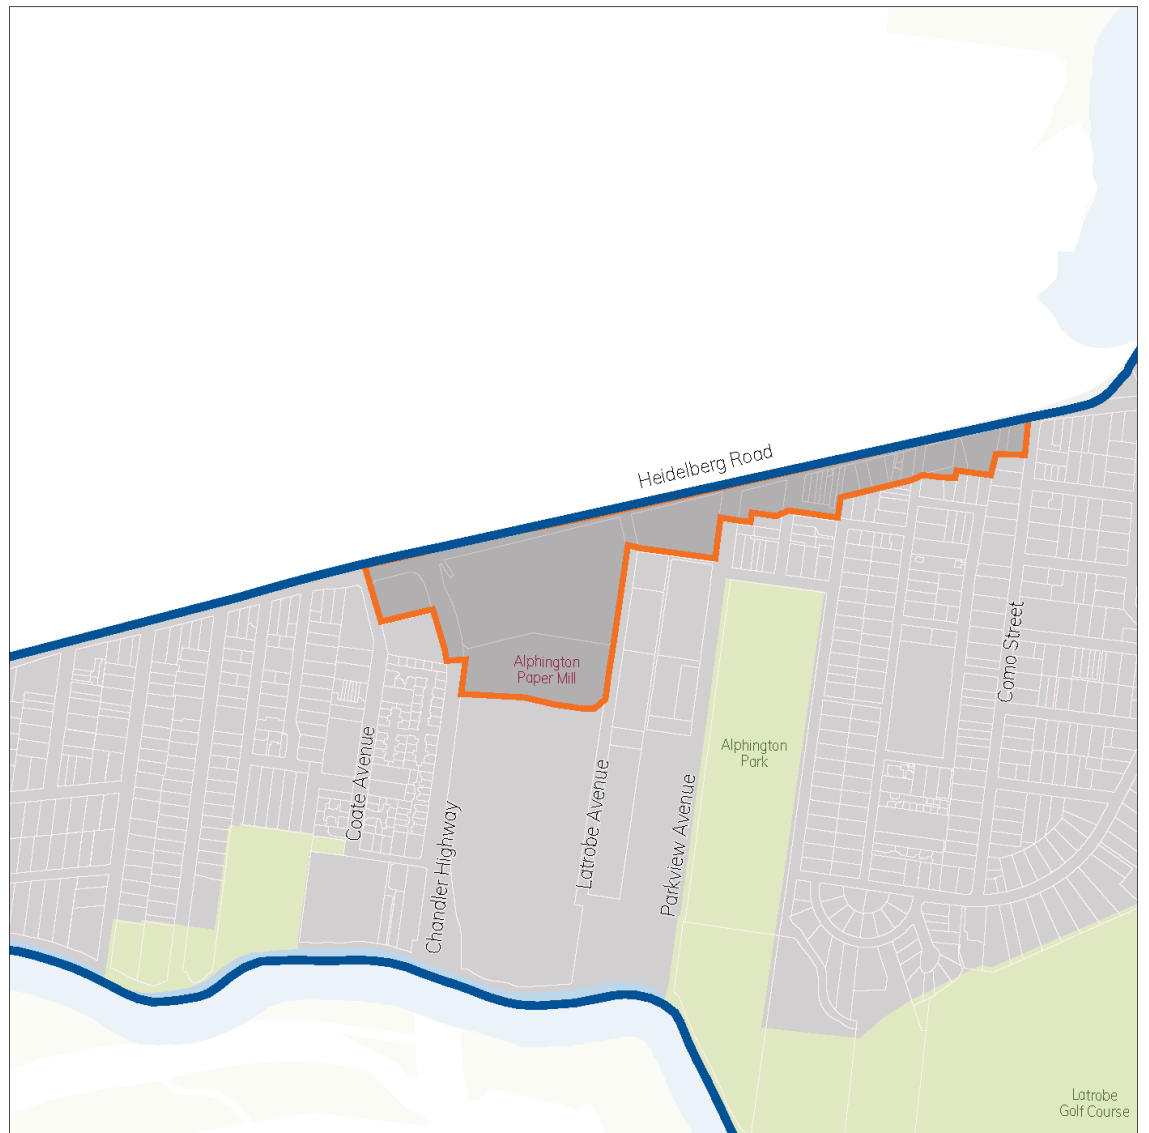 Heidelberg Road
Alphington
Paper Mill
Como Street
Alphington
Park
Coate Avenue
Latrobe Avenue
Parkview Avenue
Chandler Highway
Latrobe
Golf Course